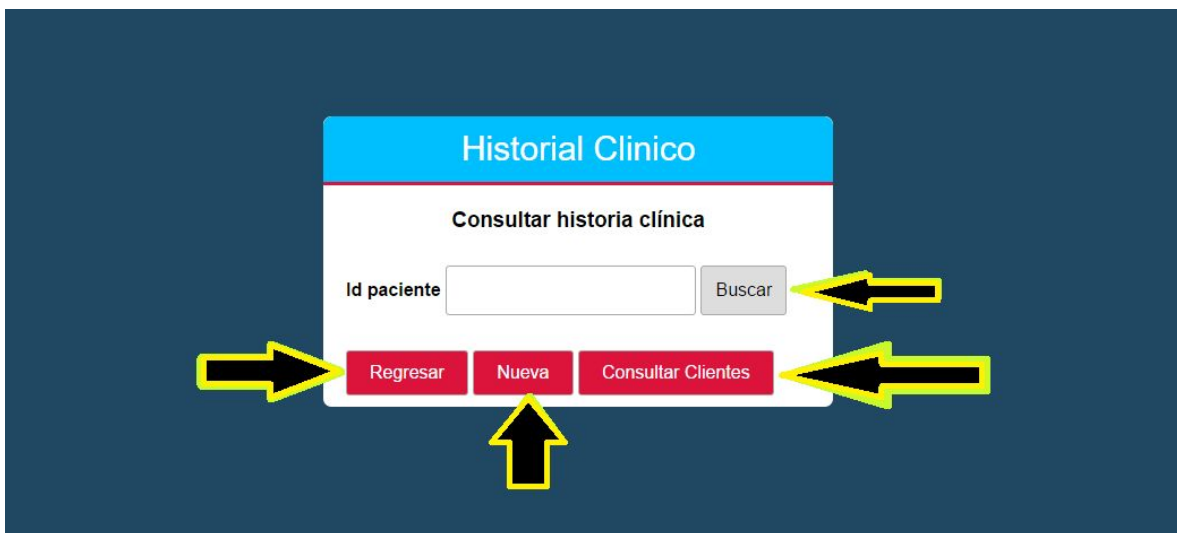 Historial Clinico
Consultar historia clínica
Id paciente Buscar
Regresar Nueva Consultar Clientes